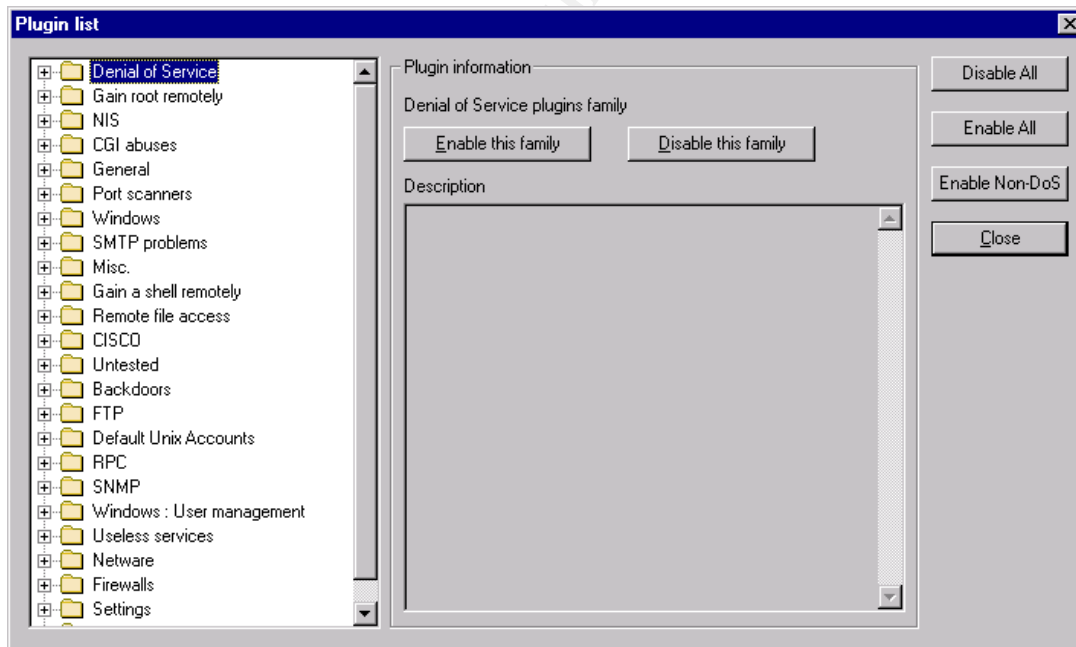 Plugin list
Denial of Service
Gain root remotely
NIS
CGI abuses
General
Port scanners
Windows
SMTP problems
Misc.
Gain a shell remotely
Remote file access
CISCO
Untested
Backdoors
FTP
Default Unix Accounts
RPC
SNMP
Windows : User management
Useless services
Netware
Firewalls
Settings
Plugin information
Denial of Service plugins family
Enable this family
Disable this family
Description
Disable All
Enable All
Enable Non-DoS
Close